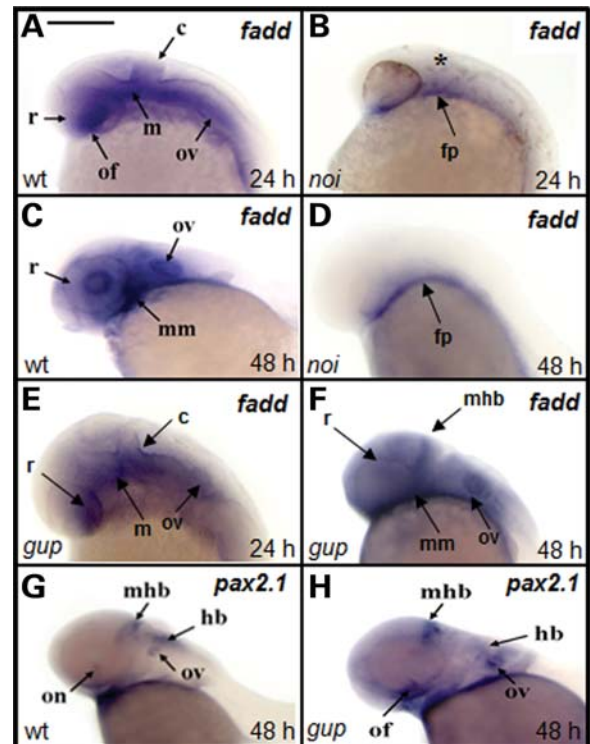 A c fadd
r m of ov
wt 24 h
B fadd
*
fp
noi 24 h
C fadd
ov
r
mm
wt 48 h
D fadd
fp
noi 48 h
E fadd
c
r
m ov
gup 24 h
F fadd
mhb
r
mm ov
gup 48 h
G pax2.1
mhb
hb
ov
on
wt 48 h
H pax2.1
mhb
hb
ov
of
gup 48 h